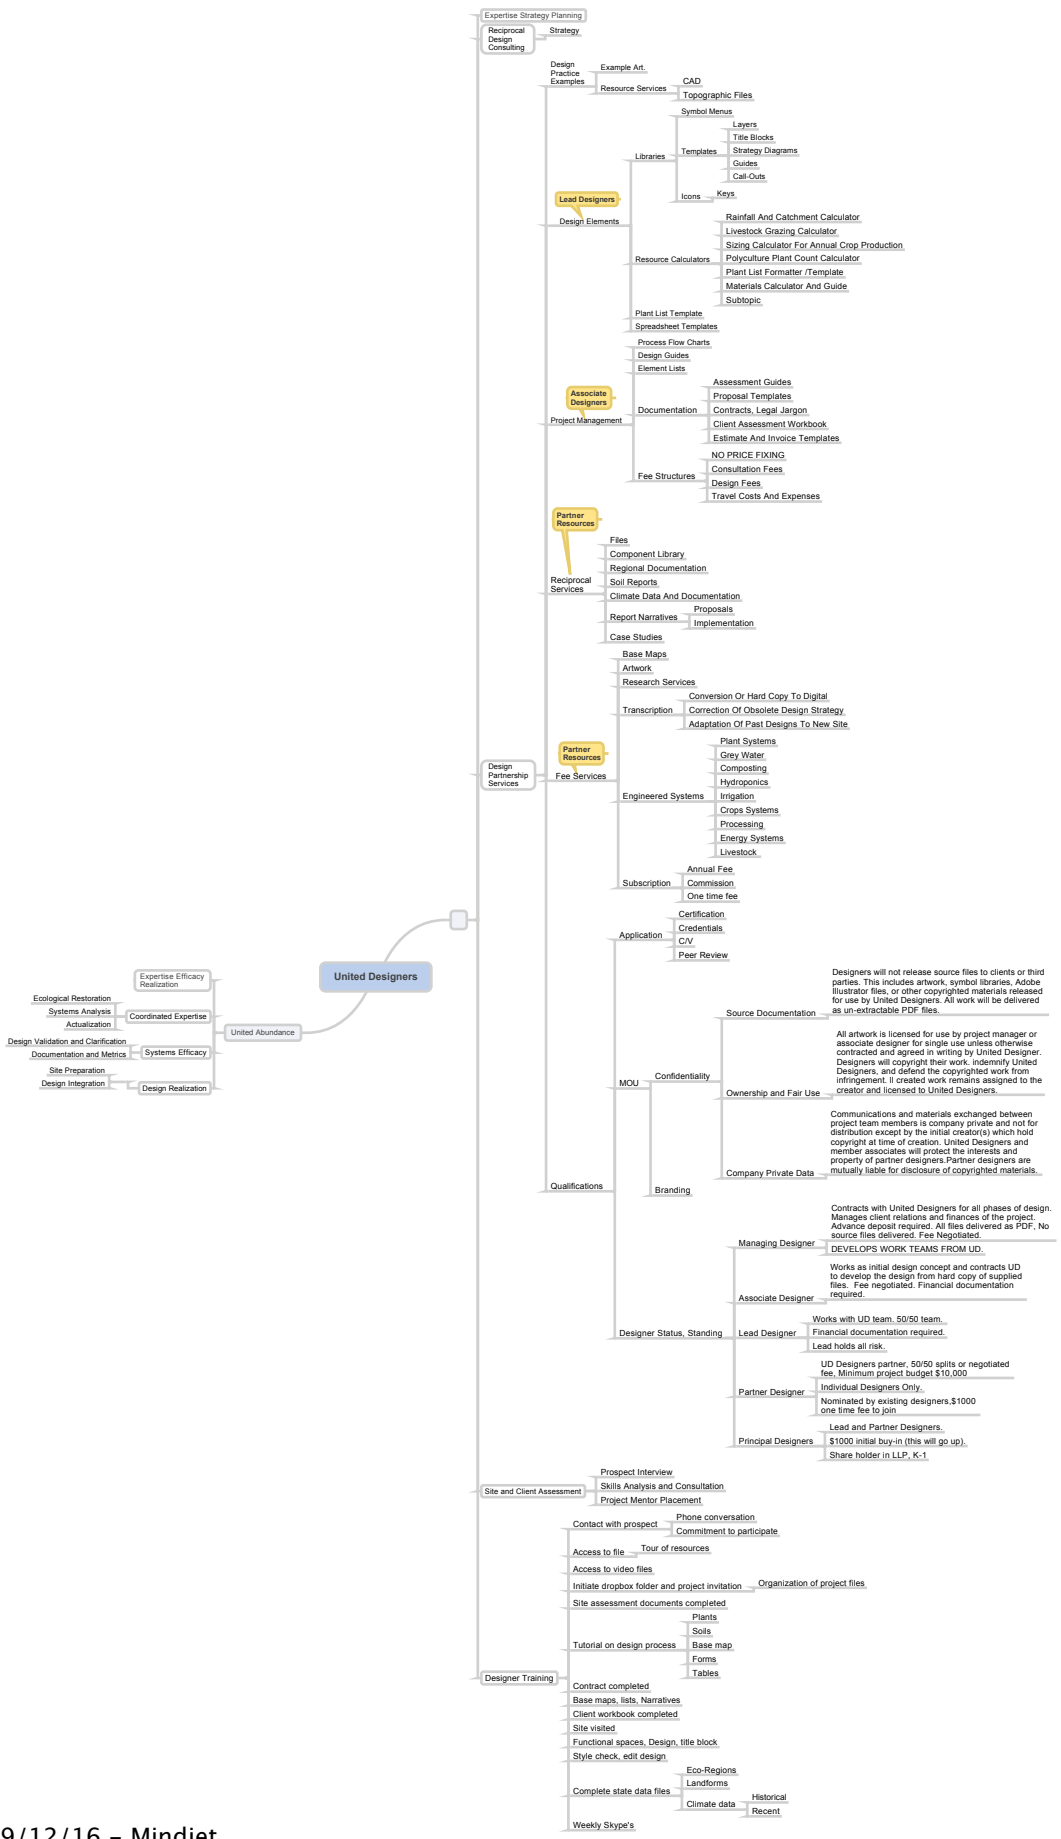 Expertise Strategy Planning
Reciprocal
Design
Consulting
Strategy
Design
Practice
Examples
Example Art.
Resource Services
CAD
Topographic Files
Lead Designers
Design Elements
Libraries
Symbol Menus
Templates
Layers
Title Blocks
Strategy Diagrams
Guides
Call-Outs
Icons
Keys
Resource Calculators
Rainfall And Catchment Calculator
Livestock Grazing Calculator
Sizing Calculator For Annual Crop Production
Polyculture Plant Count Calculator
Plant List Formatter /Template
Materials Calculator And Guide
Subtopic
Plant List Template
Spreadsheet Templates
Associate
Designers
Project Management
Process Flow Charts
Design Guides
Element Lists
Documentation
Assessment Guides
Proposal Templates
Contracts, Legal Jargon
Client Assessment Workbook
Estimate And Invoice Templates
Fee Structures
NO PRICE FIXING
Consultation Fees
Design Fees
Travel Costs And Expenses
Partner
Resources
Reciprocal
Services
Files
Component Library
Regional Documentation
Soil Reports
Climate Data And Documentation
Report Narratives
Proposals
Implementation
Case Studies
Design
Partnership
Services
Partner
Resources
Fee Services
Base Maps
Artwork
Research Services
Transcription
Conversion Or Hard Copy To Digital
Correction Of Obsolete Design Strategy
Adaptation Of Past Designs To New Site
Engineered Systems
Plant Systems
Grey Water
Composting
Hydroponics
Irrigation
Crops Systems
Processing
Energy Systems
Livestock
Subscription
Annual Fee
Commission
One time fee
Qualifications
Application
Certification
Credentials
C/V
Peer Review
MOU
Confidentiality
Source Documentation
Designers will not release source files to clients or third
parties. This includes artwork, symbol libraries, Adobe
Illustrator files, or other copyrighted materials released
for use by United Designers. All work will be delivered
as un-extractable PDF files.
Ownership and Fair Use
All artwork is licensed for use by project manager or
associate designer for single use unless otherwise
contracted and agreed in writing by United Designer.
Designers will copyright their work. indemnify United
Designers, and defend the copyrighted work from
infringement. ll created work remains assigned to the
creator and licensed to United Designers.
Company Private Data
Communications and materials exchanged between
project team members is company private and not for
distribution except by the initial creator(s) which hold
copyright at time of creation. United Designers and
member associates will protect the interests and
property of partner designers.Partner designers are
mutually liable for disclosure of copyrighted materials.
Branding
Designer Status, Standing
Managing Designer
Contracts with United Designers for all phases of design.
Manages client relations and finances of the project.
Advance deposit required. All files delivered as PDF, No
source files delivered. Fee Negotiated.
DEVELOPS WORK TEAMS FROM UD.
Associate Designer
Works as initial design concept and contracts UD
to develop the design from hard copy of supplied
files. Fee negotiated. Financial documentation
required.
Lead Designer
Works with UD team. 50/50 team.
Financial documentation required.
Lead holds all risk.
Partner Designer
UD Designers partner, 50/50 splits or negotiated
fee, Minimum project budget $10,000
Individual Designers Only.
Nominated by existing designers,$1000
one time fee to join
Principal Designers
Lead and Partner Designers.
$1000 initial buy-in (this will go up).
Share holder in LLP, K-1
Site and Client Assessment
Prospect Interview
Skills Analysis and Consultation
Project Mentor Placement
Designer Training
Contact with prospect
Phone conversation
Commitment to participate
Access to file
Tour of resources
Access to video files
Initiate dropbox folder and project invitation
Organization of project files
Site assessment documents completed
Tutorial on design process
Plants
Soils
Base map
Forms
Tables
Contract completed
Base maps, lists, Narratives
Client workbook completed
Site visited
Functional spaces, Design, title block
Style check, edit design
Complete state data files
Eco-Regions
Landforms
Climate data
Historical
Recent
Weekly Skype's
United Designers
United Abundance
Expertise Efficacy
Realization
Coordinated Expertise
Ecological Restoration
Systems Analysis
Actualization
Systems Efficacy
Design Validation and Clarification
Documentation and Metrics
Design Realization
Site Preparation
Design Integration
9/12/16 – Mindjet